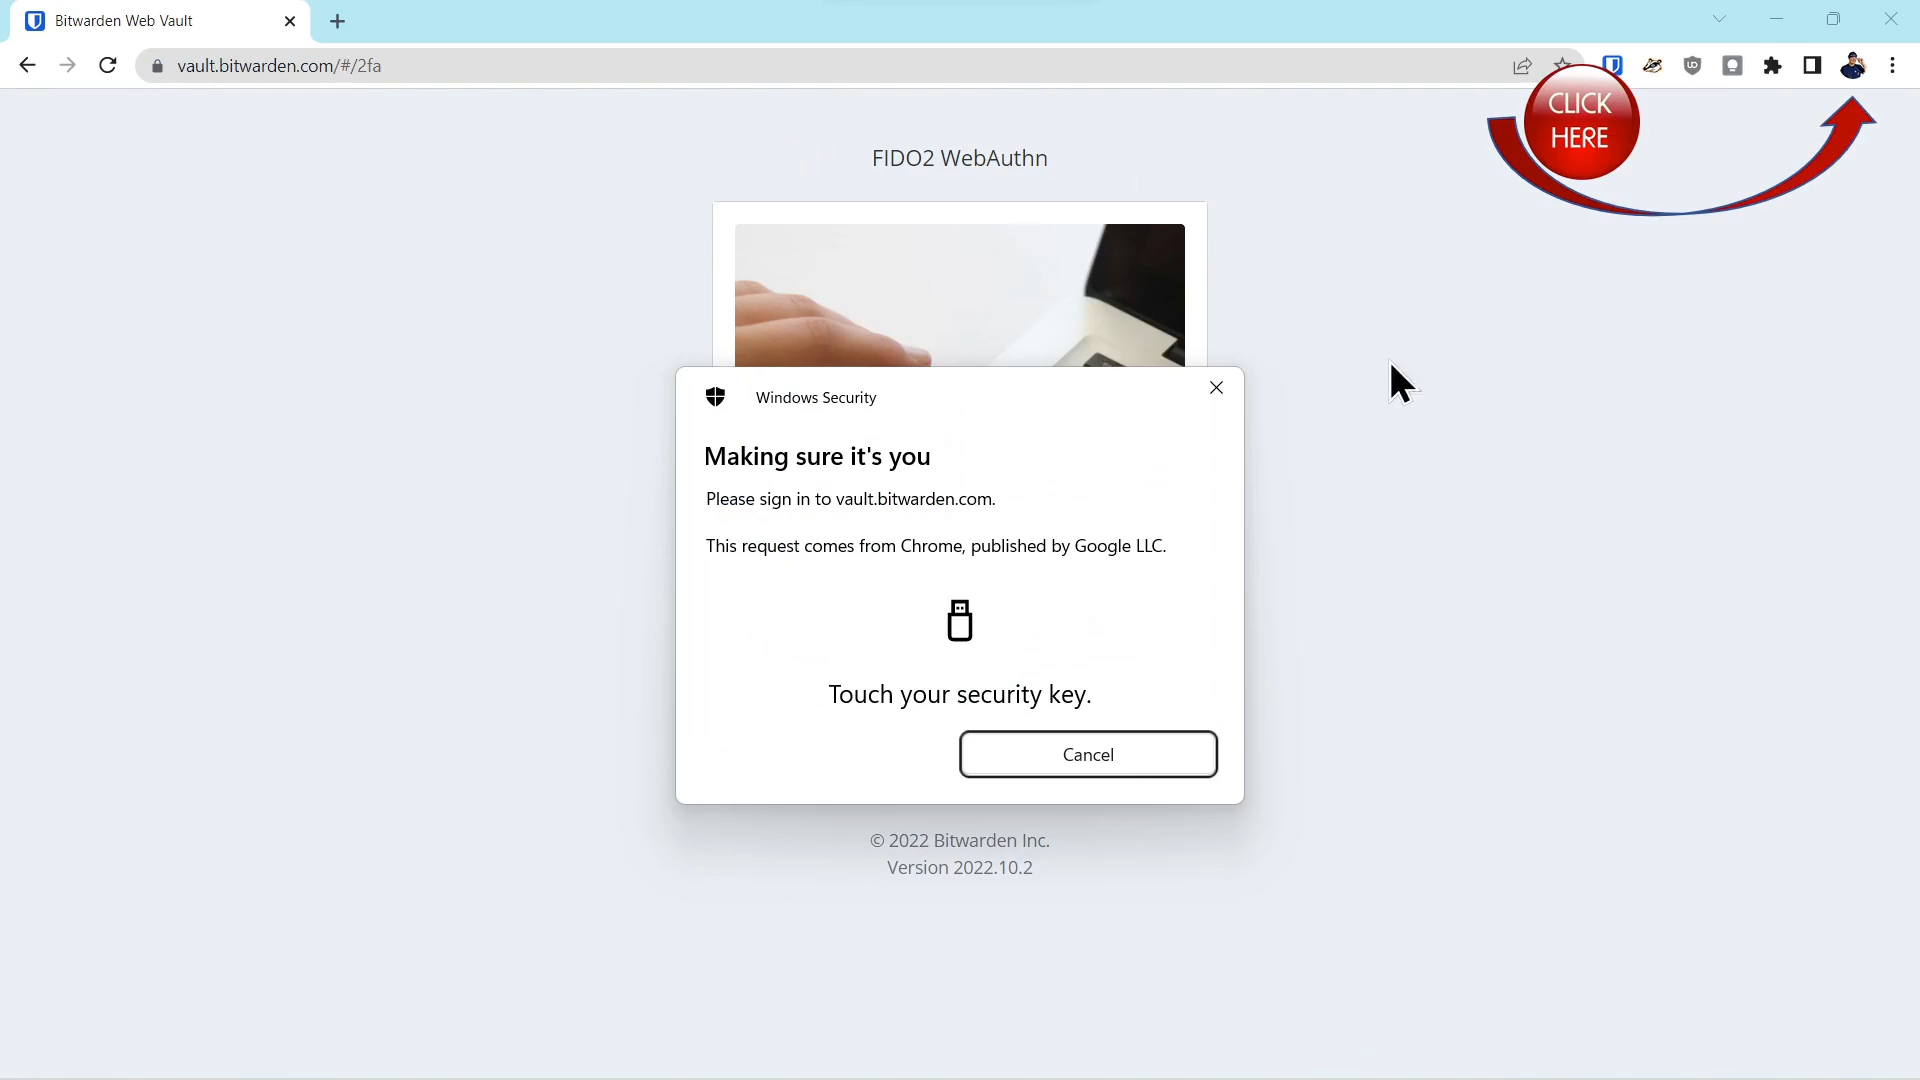 Bitwarden Web Vault
vault.bitwarden.com/#/2fa
CLICK
HERE
FIDO2 WebAuthn
Windows Security
Making sure it's you
Please sign in to vault.bitwarden.com.
This request comes from Chrome, published by Google LLC.
Touch your security key.
Cancel
© 2022 Bitwarden Inc.
Version 2022.10.2